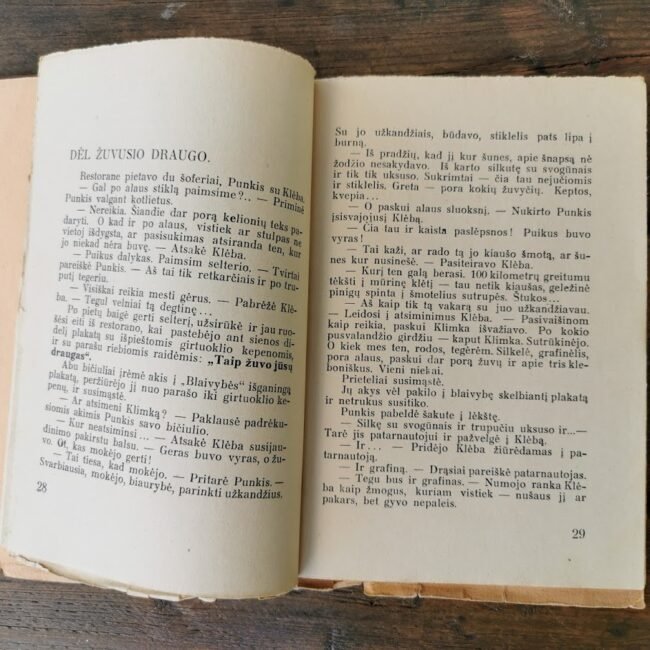 DĖL ŽUVUSIO DRAUGO.
Restorane pietavo du šoferiai, Punkis su Klėba.
— Gal po alaus stiklą paimsime?.. — Priminė
Punkis valgant kotlietus.
— Nereikia. Šiandie dar porą kelionių teks pa-
daryti. O kad ir po alaus, vistiek ar stulpas ne
vietoj išdygsta, ar pasisukimas atsiranda ten, kur
jo niekad nėra buvę. — Atsakė Klėba.
— Puikus dalykas. Paimsim selterio. — Tvirtai
pareiškė Punkis. — Aš tai tik retkarčiais ir po tru-
putį tegeriu.
— Visiškai reikia mesti gėrus. — Pabrėžė Klė-
ba. — Tegul velniai tą degtinę...
Po pietų baigė gerti selterį, užsirūkė ir jau ruo-
šėsi eiti iš restorano, kai pastebėjo ant sienos di-
delį plakatą su išpieštomis girtuoklio kepenomis,
ir su parašu riebiomis raidėmis: „Taip žuvo jūsų
draugas“.
Abu bičiuliai įrėmė akis į „Blaivybės“ išganingą
plakatą, peržiūrėjo jį nuo parašo iki girtuoklio ke-
penų, ir susimąstė.
— Ar atsimeni Klimką? — Paklausė padrėku-
siomis akimis Punkis savo bičiulio.
— Kur neatsiminsi... — Atsakė Klėba susijau-
dinimo pakirstu balsu. — Geras buvo vyras, o žu-
vo. Ot, kas mokėjo gerti!
— Tai tiesa, kad mokėjo. — Pritarė Punkis. —
Svarbiausia, mokėjo, biaurybė, parinkti užkandžius.
28
Su jo užkandžiais, būdavo, stiklelis pats lipa į
burną.
— Iš pradžių, kad jį kur šunes, apie šnapsą nė
žodžio nesakydavo. Iš karto silkutę su svogūnais
ir tik tik uksuso. Sukrimtai — čia tau nejučiomis
ir stiklelis. Greta — pora kokių žuvyčių. Keptos,
kvepia...
— O paskui alaus sluoksnį. — Nukirto Punkis
įsisvajojusį Klėbą.
— Čia tau ir kaista paslėpsnos! Puikus buvo
vyras!
— Tai kaži, ar rado tą jo kiaušo šmotą, ar šu-
nes kur nusinešė. — Pasiteiravo Klėba.
— Kurį ten galą berasi. 100 kilometrų greitumu
tėkšti į mūrinę klėtį — tau netik kiaušas, geležinė
pinigų spinta į šmotelius sutrupės. Štukos...
— Aš kaip tik tą vakarą su juo užkandžiavau.
— Leidosi į atsiminimus Klėba. — Pasivaišinom
kaip reikia, paskui Klimka išvažiavo. Po kokio
pusvalandžio girdžiu — kaput Klimka. Sutrūkinėjo.
O kiek mes ten, rodos, tegėrėm. Silkelė, grafinėlis,
pora alaus, paskui dar porą žuvų ir apie tris kle-
boniškus. Vieni niekai.
Prieteliai susimąstė.
Jų akys vėl pakilo į blaivybę skelbiantį plakatą
ir netrukus susitiko.
Punkis pabeldė šakute į lėkštę.
— Silkę su svogūnais ir trupučiu uksuso ir...—
Tarė jis patarnautojui ir pažvelgė į Klėbą.
— Ir... — Pridėjo Klėba žiūrėdamas į pa-
tarnautoją.
— Ir grafiną. — Drąsiai pareiškė patarnautojas.
— Tegu bus ir grafinas. — Numojo ranka Klė-
ba kaip žmogus, kuriam vistiek — nušaus jį ar
pakars, bet gyvo nepaleis.
29